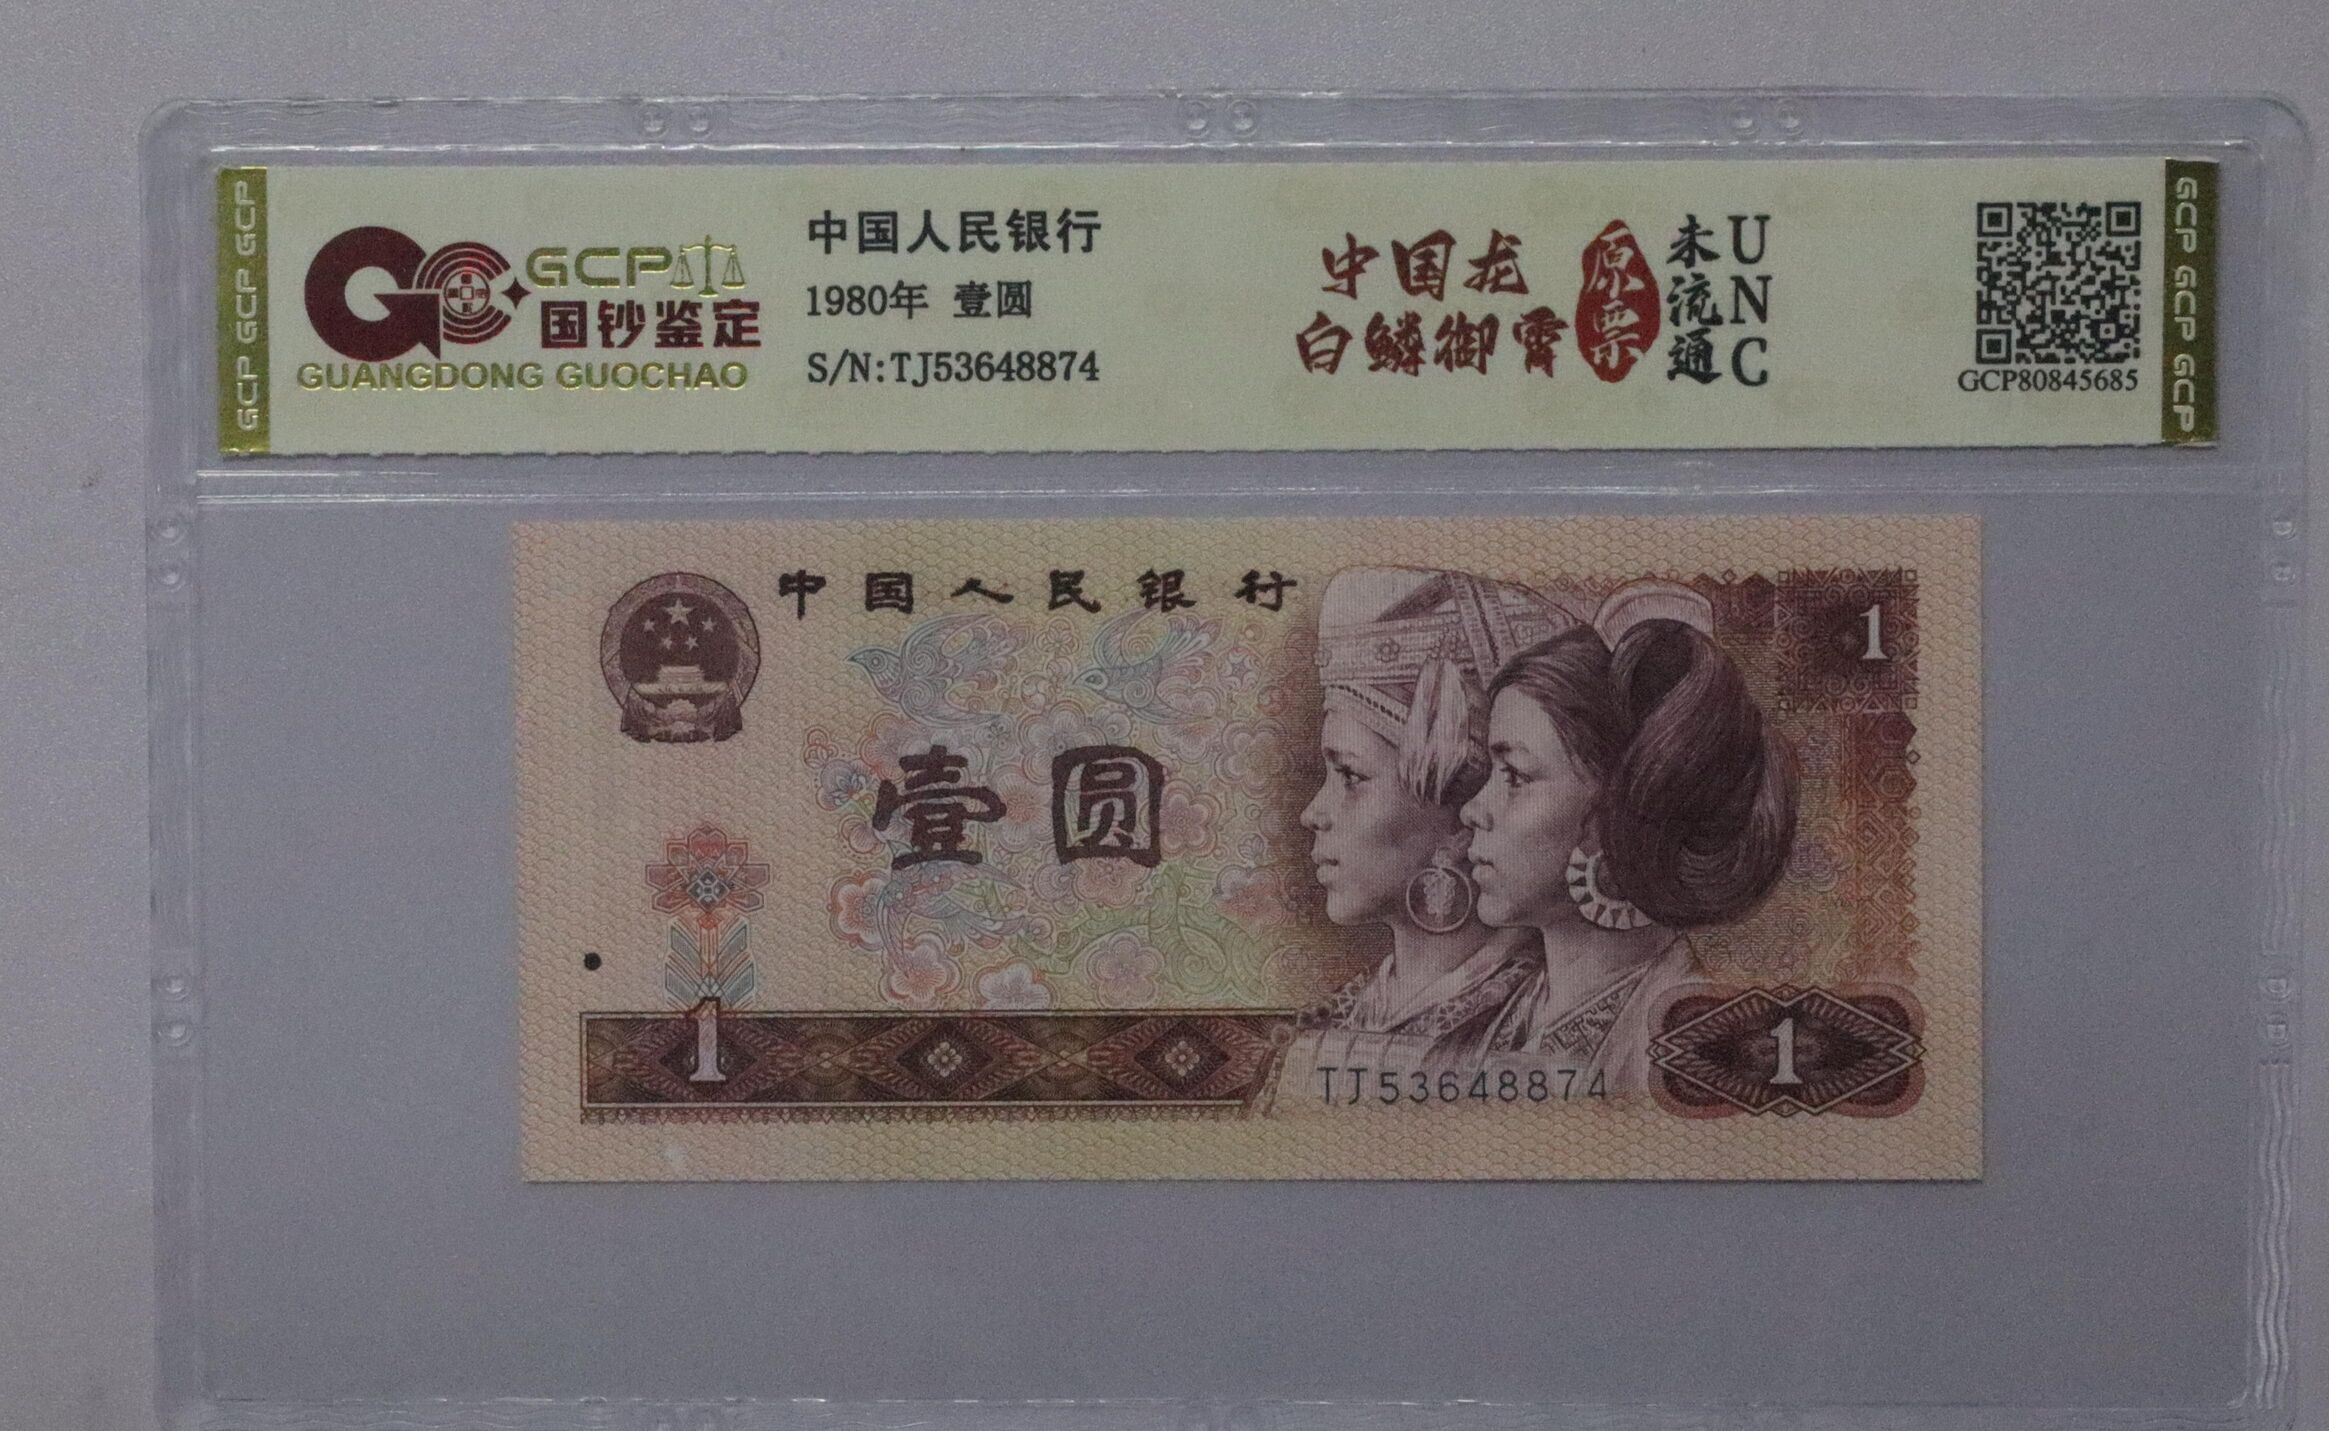 GCP GCP GCP
GCP
国钞鉴定
GUANGDONG GUOCHAO
中国人民银行
1980年 壹圆
S/N:TJ53648874
中国龙
白鳞御霄
原票
未流通
UNC
GCP80845685
GCP GCP GCP
中国人民银行
1
壹圆
1
TJ53648874
1